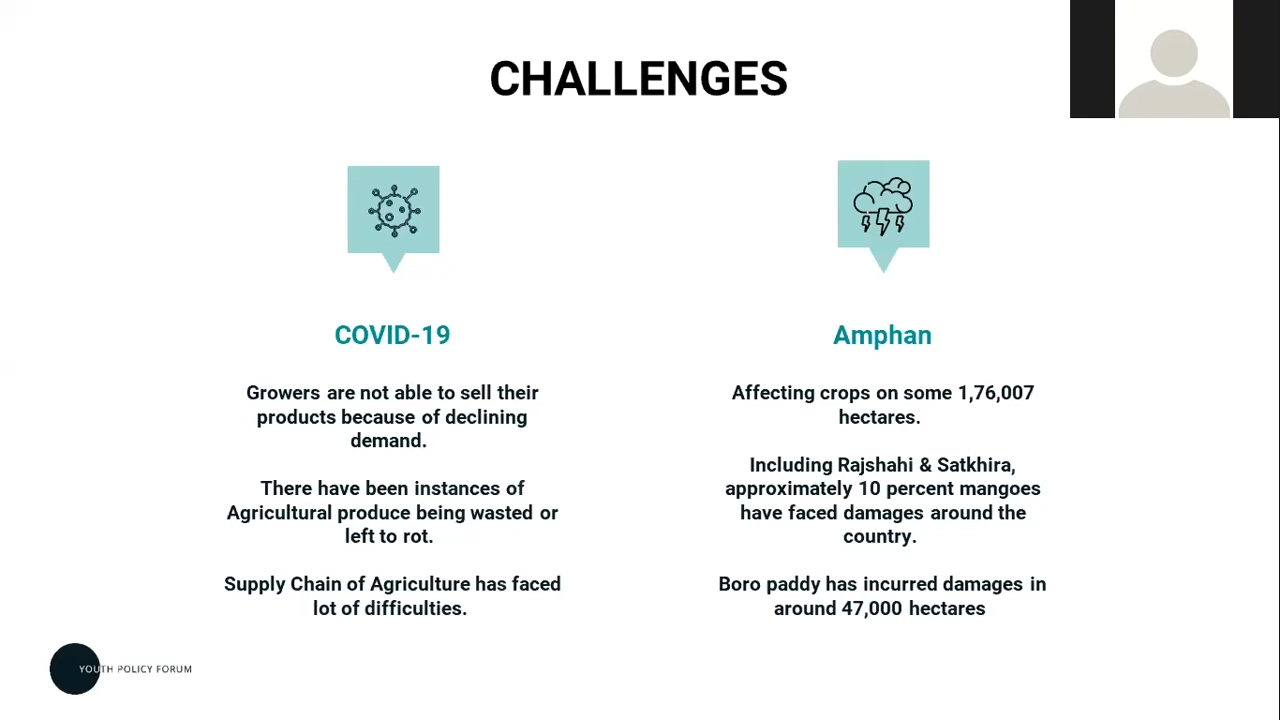 CHALLENGES
COVID-19
Growers are not able to sell their
products because of declining
demand.
There have been instances of
Agricultural produce being wasted or
left to rot.
Supply Chain of Agriculture has faced
lot of difficulties.
Amphan
Affecting crops on some 1,76,007
hectares.
Including Rajshahi & Satkhira,
approximately 10 percent mangoes
have faced damages around the
country.
Boro paddy has incurred damages in
around 47,000 hectares
YOUTH POLICY FORUM